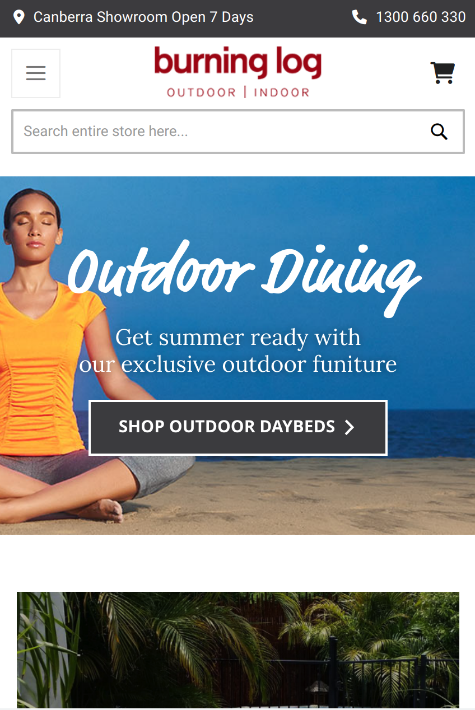 Canberra Showroom Open 7 Days
1300 660 330
burning log
OUTDOOR | INDOOR
Search entire store here...
Outdoor Dining
Get summer ready with
our exclusive outdoor funiture
SHOP OUTDOOR DAYBEDS